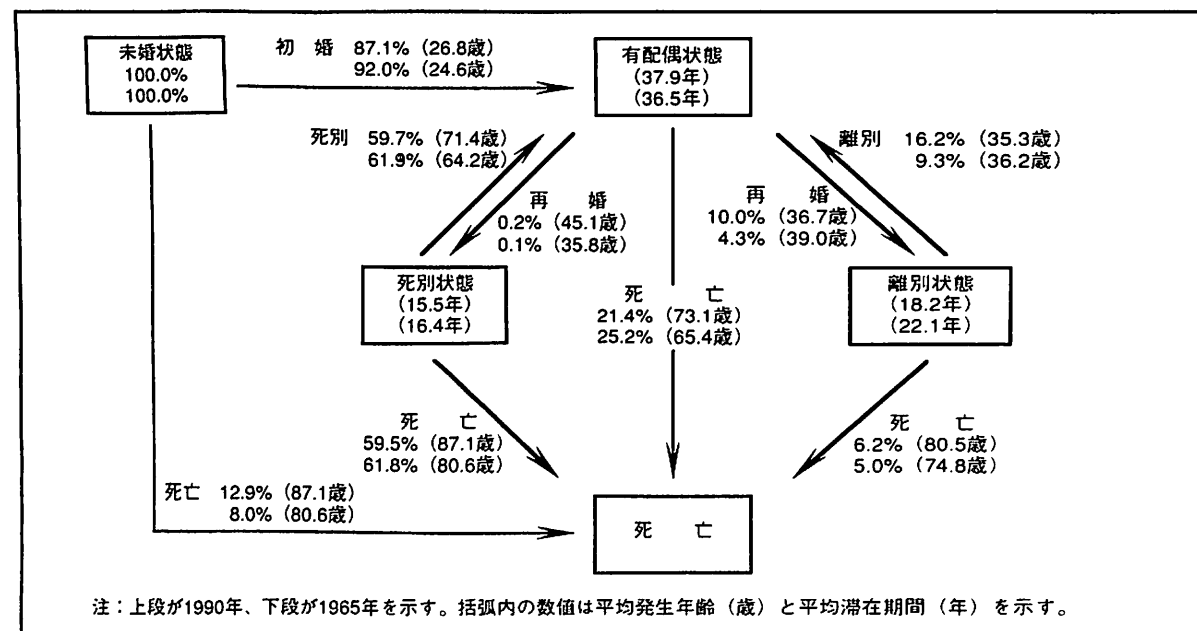 未婚状態
100.0%
100.0%
初 婚 87.1%（26.8歳）
92.0%（24.6歳）
有配偶状態
（37.9年）
（36.5年）
死別 59.7%（71.4歳）
61.9%（64.2歳）
離別 16.2%（35.3歳）
9.3%（36.2歳）
再 婚
0.2%（45.1歳）
0.1%（35.8歳）
再 婚
10.0%（36.7歳）
4.3%（39.0歳）
死別状態
（15.5年）
（16.4年）
死 亡
21.4%（73.1歳）
25.2%（65.4歳）
離別状態
（18.2年）
（22.1年）
死 亡
59.5%（87.1歳）
61.8%（80.6歳）
死 亡
6.2%（80.5歳）
5.0%（74.8歳）
死亡 12.9%（87.1歳）
8.0%（80.6歳）
死 亡
注：上段が1990年、下段が1965年を示す。括弧内の数値は平均発生年齢（歳）と平均滞在期間（年）を示す。